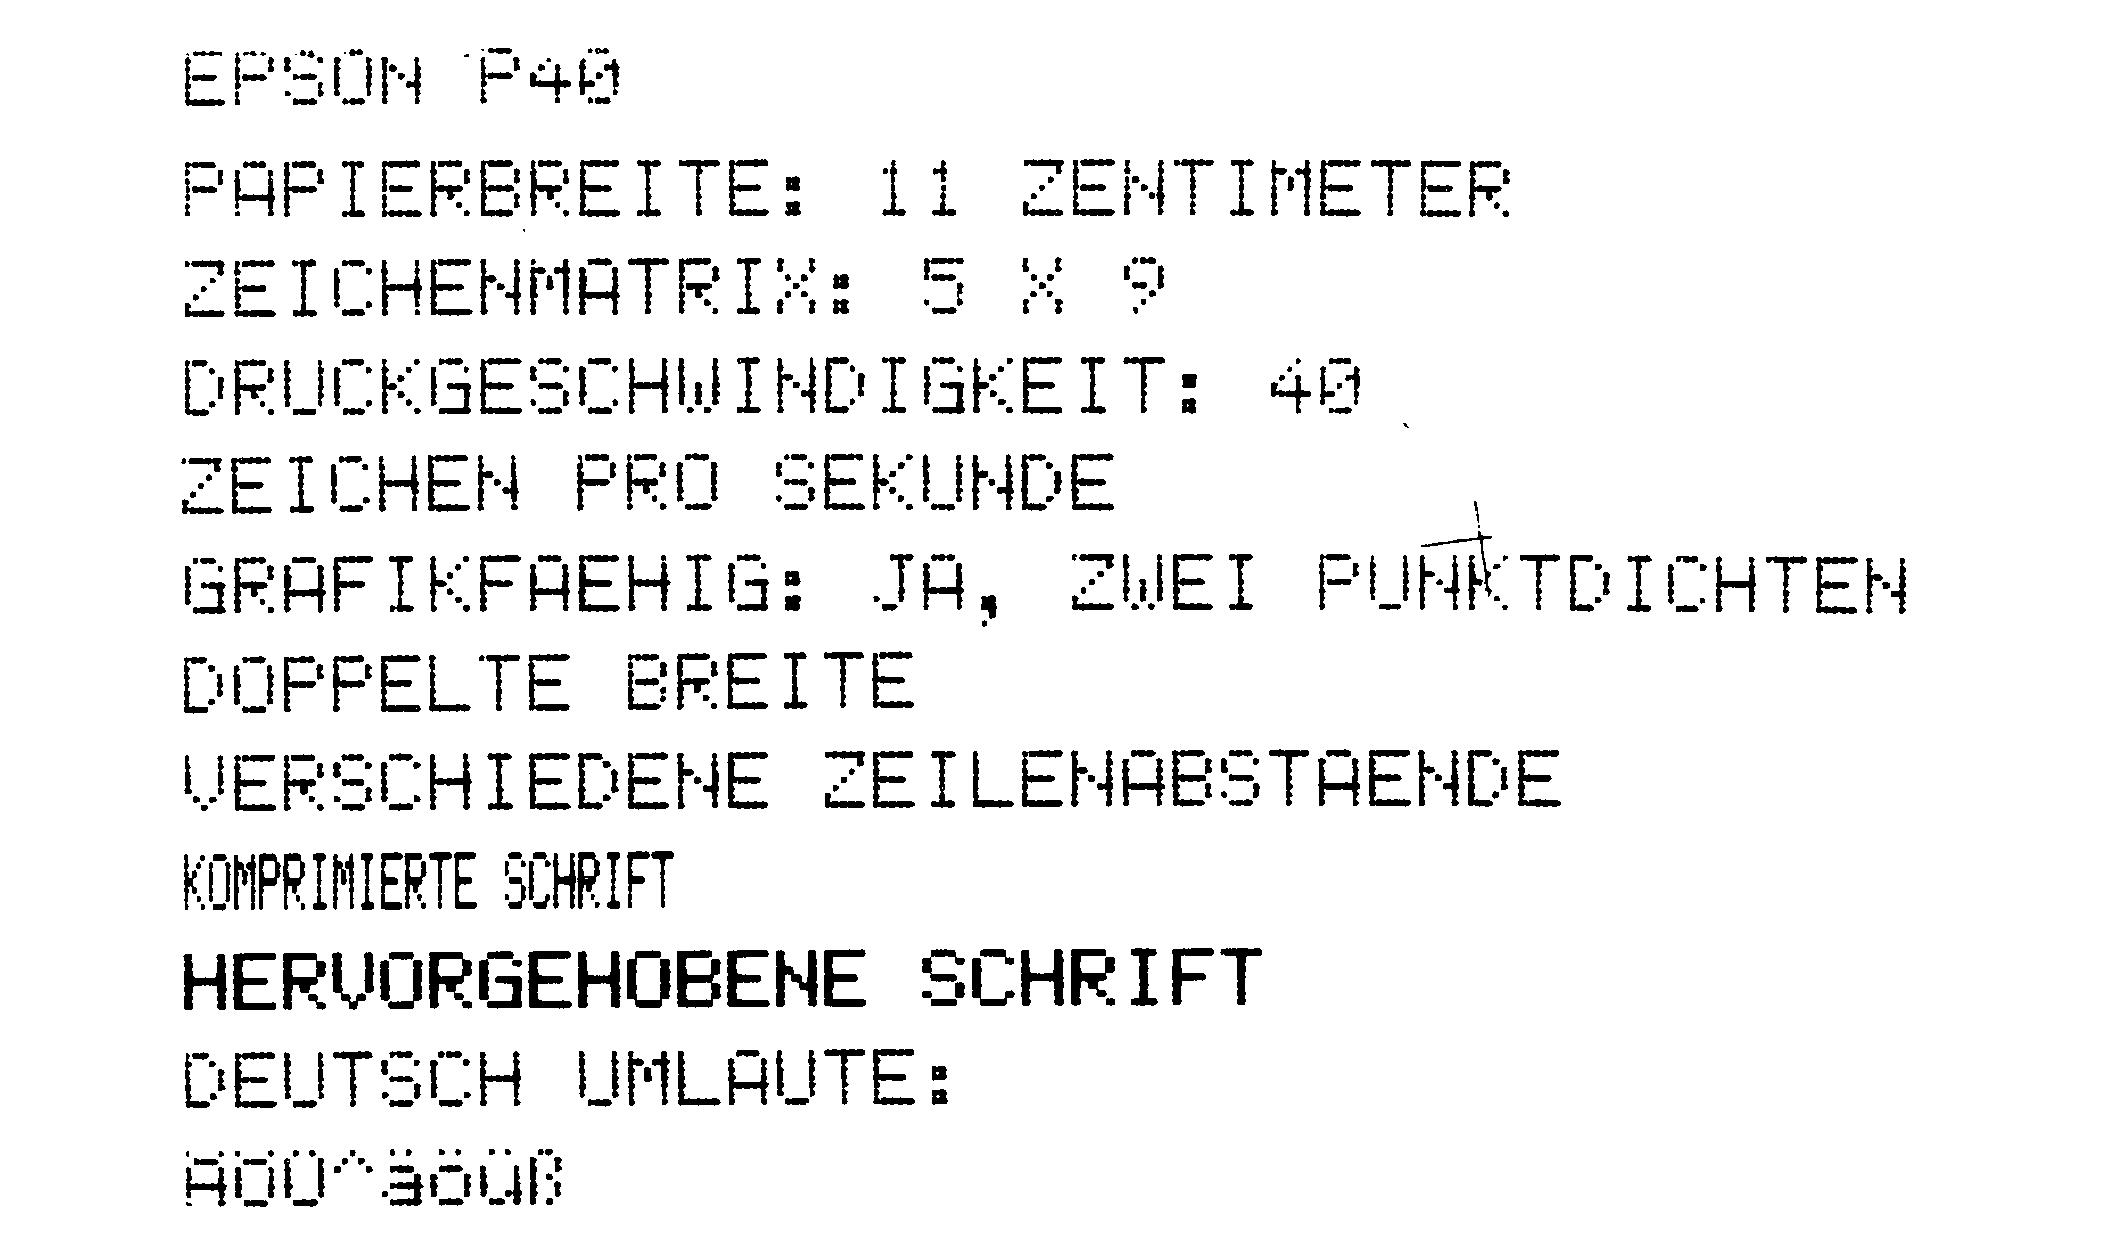 EPSON P40
PAPIERBREITE: 11 ZENTIMETER
ZEICHENMATRIX: 5 X 9
DRUCKGESCHWINDIGKEIT: 40
ZEICHEN PRO SEKUNDE
GRAFIKFAEHIG: JA, ZWEI PUNKTDICHTEN
DOPPELTE BREITE
VERSCHIEDENE ZEILENABSTAENDE
KOMPRIMIERTE SCHRIFT
HERVORGEHOBENE SCHRIFT
DEUTSCH UMLAUTE:
ÄÖÜ^äöüß